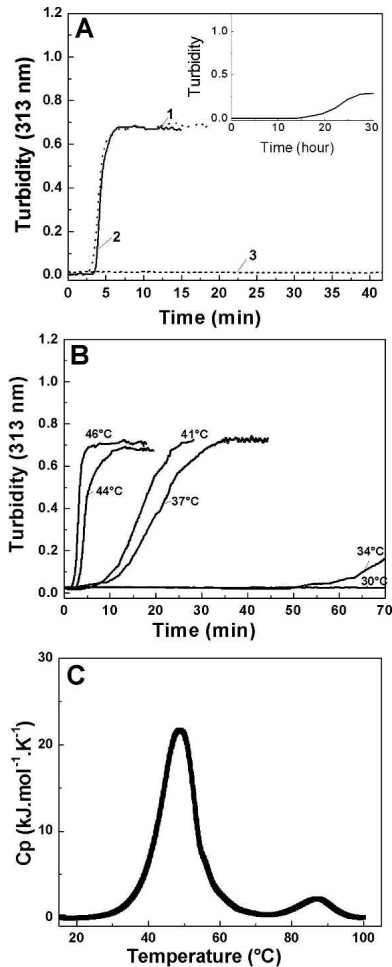 A
Turbidity (313 nm)
1.2
1.0
0.8
0.6
0.4
0.2
0.0
0 5 10 15 20 25 30 35 40
Time (min)
1
2
3
Turbidity
1.0
0.5
0.0
0 10 20 30
Time (hour)
B
Turbidity (313 nm)
1.2
1.0
0.8
0.6
0.4
0.2
0.0
0 10 20 30 40 50 60 70
Time (min)
46°C
41°C
44°C
37°C
34°C
30°C
C
Cp (kJ.mol⁻¹.K⁻¹)
30
20
10
0
20 40 60 80 100
Temperature (°C)